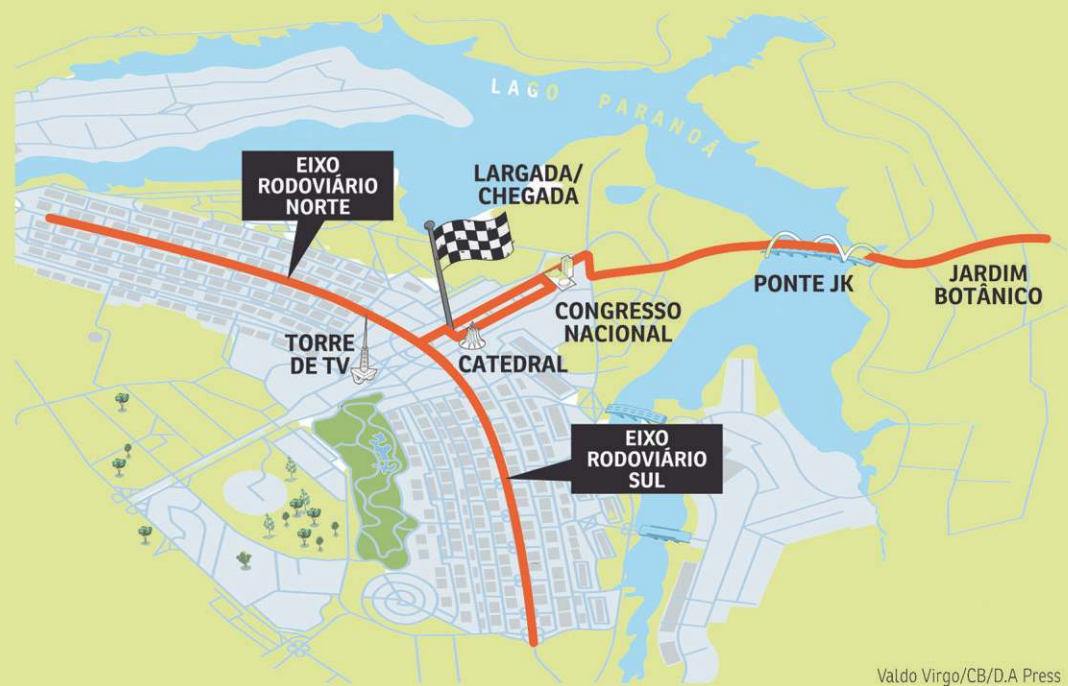 LAGO PARANOÁ
EIXO
RODOVIÁRIO
NORTE
LARGADA/
CHEGADA
PONTE JK
JARDIM
BOTÂNICO
CONGRESSO
NACIONAL
TORRE
DE TV
CATEDRAL
EIXO
RODOVIÁRIO
SUL
Valdo Virgo/CB/D.A Press